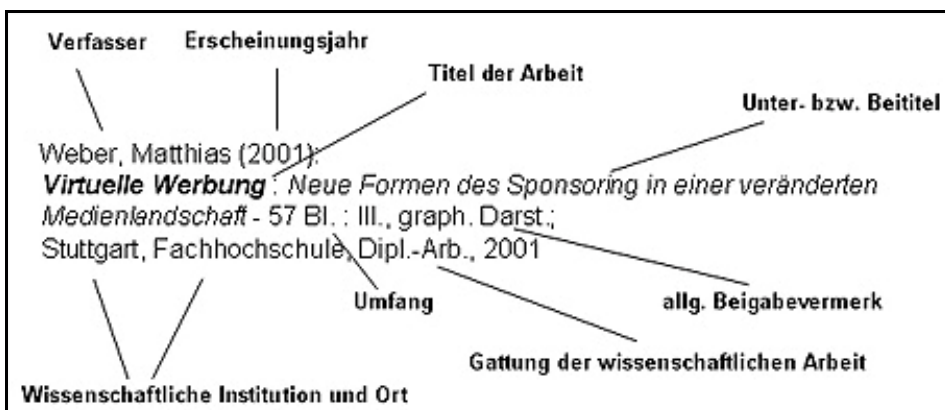 Verfasser Erscheinungsjahr
Titel der Arbeit
Unter- bzw. Beititel
Weber, Matthias (2001):
Virtuelle Werbung : Neue Formen des Sponsoring in einer veränderten
Medienlandschaft - 57 Bl. : Ill., graph. Darst.;
Stuttgart, Fachhochschule, Dipl.-Arb., 2001
Umfang allg. Beigabevermerk
Gattung der wissenschaftlichen Arbeit
Wissenschaftliche Institution und Ort